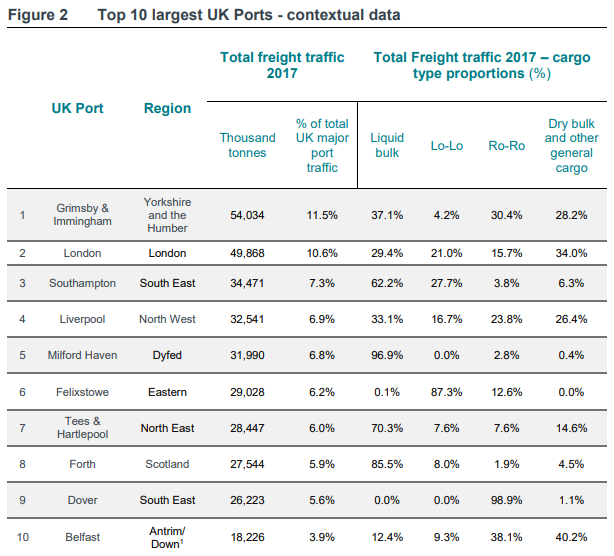 Figure 2 Top 10 largest UK Ports - contextual data
Total freight traffic 2017 Total Freight traffic 2017 – cargo type proportions (%)
UK Port Region Thousand tonnes % of total UK major port traffic Liquid bulk Lo-Lo Ro-Ro Dry bulk and other general cargo
1 Grimsby & Immingham Yorkshire and the Humber 54,034 11.5% 37.1% 4.2% 30.4% 28.2%
2 London London 49,868 10.6% 29.4% 21.0% 15.7% 34.0%
3 Southampton South East 34,471 7.3% 62.2% 27.7% 3.8% 6.3%
4 Liverpool North West 32,541 6.9% 33.1% 16.7% 23.8% 26.4%
5 Milford Haven Dyfed 31,990 6.8% 96.9% 0.0% 2.8% 0.4%
6 Felixstowe Eastern 29,028 6.2% 0.1% 87.3% 12.6% 0.0%
7 Tees & Hartlepool North East 28,447 6.0% 70.3% 7.6% 7.6% 14.6%
8 Forth Scotland 27,544 5.9% 85.5% 8.0% 1.9% 4.5%
9 Dover South East 26,223 5.6% 0.0% 0.0% 98.9% 1.1%
10 Belfast Antrim/ Down¹ 18,226 3.9% 12.4% 9.3% 38.1% 40.2%